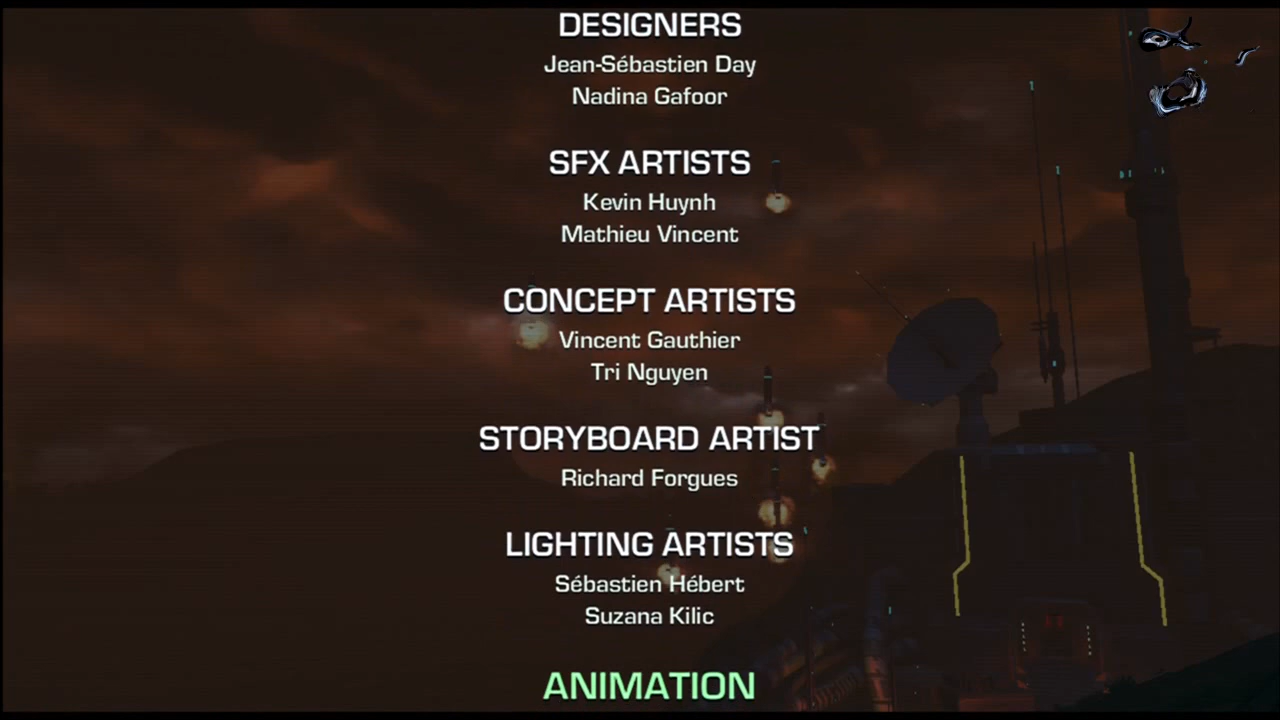 DESIGNERS
Jean-Sébastien Day
Nadina Gafoor
SFX ARTISTS
Kevin Huynh
Mathieu Vincent
CONCEPT ARTISTS
Vincent Gauthier
Tri Nguyen
STORYBOARD ARTIST
Richard Forgues
LIGHTING ARTISTS
Sébastien Hébert
Suzana Kilic
ANIMATION